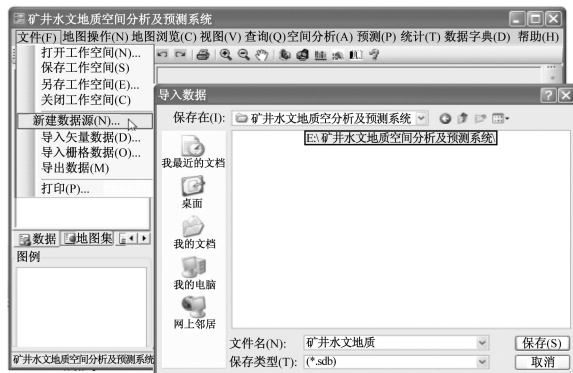 矿井水文地质空间分析及预测系统
文件(F) 地图操作(N) 地图浏览(C) 视图(V) 查询(Q) 空间分析(A) 预测(P) 统计(T) 数据字典(D) 帮助(H)
打开工作空间(N)...
保存工作空间(S)
另存工作空间(E)...
关闭工作空间(C)
新建数据源(N)...
导入矢量数据(D)...
导入栅格数据(O)...
导出数据(M)
打印(P)...
数据 地图集
图例
矿井水文地质空间分析及预测系统
导入数据
保存在(I): 矿井水文地质空分析及预测系统
E:\矿井水文地质空间分析及预测系统\
我最近的文档
桌面
我的文档
我的电脑
网上邻居
文件名(N): 矿井水文地质 保存(S)
保存类型(T): (*.sdb) 取消